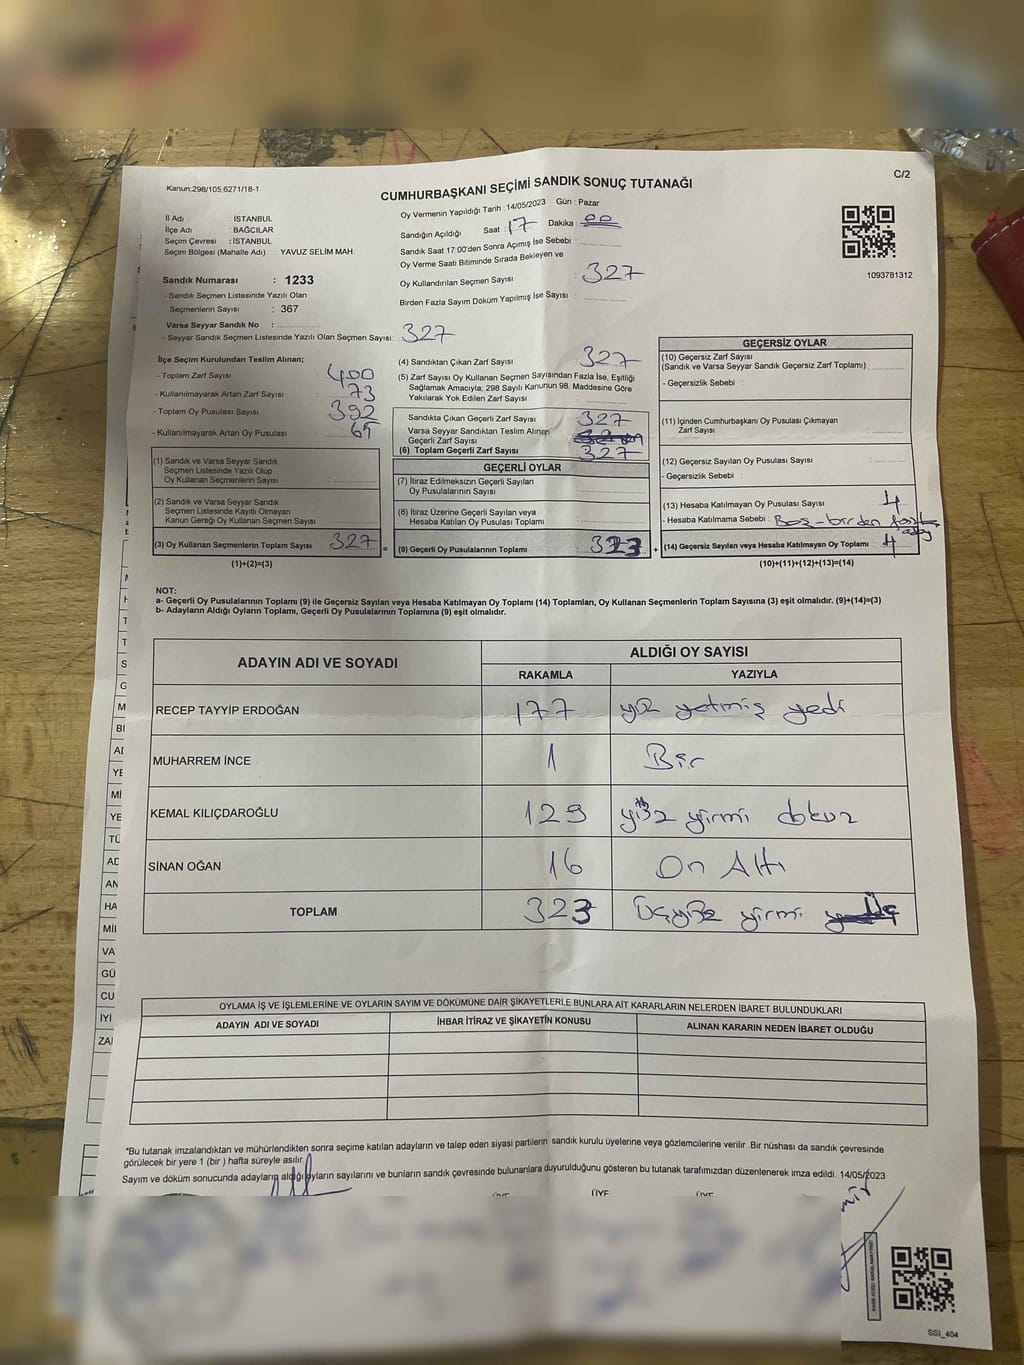 Kanun.298/105,6271/18-1
C/2
CUMHURBAŞKANI SEÇİMİ SANDIK SONUÇ TUTANAĞI
İl Adı : İSTANBUL
İlçe Adı : BAĞCILAR
Seçim Çevresi : İSTANBUL
Seçim Bölgesi (Mahalle Adı) : YAVUZ SELİM MAH.
Sandık Numarası : 1233
- Sandık Seçmen Listesinde Yazılı Olan
Seçmenlerin Sayısı : 367
Varsa Seyyar Sandık No :
- Seyyar Sandık Seçmen Listesinde Yazılı Olan Seçmen Sayısı: 327
Oy Vermenin Yapıldığı Tarih : 14/05/2023 Gün : Pazar
Sandığın Açıldığı Saat 17 Dakika : 00
Sandık Saat 17:00'den Sonra Açımış İse Sebebi :
Oy Verme Saati Bitiminde Sırada Bekleyen ve
Oy Kullandırılan Seçmen Sayısı : 327
Birden Fazla Sayım Döküm Yapılmış İse Sayısı :
1093781312
İlçe Seçim Kurulundan Teslim Alınan;
- Toplam Zarf Sayısı : 400
- Kullanılmayarak Artan Zarf Sayısı : 73
- Toplam Oy Pusulası Sayısı : 392
- Kullanılmayarak Artan Oy Pusulası : 65
(1) Sandık ve Varsa Seyyar Sandık
Seçmen Listesinde Yazılı Olup
Oy Kullanan Seçmen Sayısı :
(2) Sandık ve Varsa Seyyar Sandık
Seçmen Listesinde Kayıtlı Olmayan
Kanun Gereği Oy Kullanan Seçmen Sayısı :
(3) Oy Kullanan Seçmenlerin Toplam Sayısı : 327 =
(1)+(2)=(3)
(4) Sandıktan Çıkan Zarf Sayısı : 327
(5) Zarf Sayısı Oy Kullanan Seçmen Sayısından Fazla İse, Eşitliği
Sağlamak Amacıyla; 298 Sayılı Kanunun 98. Maddesine Göre
Yakılarak Yok Edilen Zarf Sayısı :
Sandıkta Çıkan Geçerli Zarf Sayısı : 327
Varsa Seyyar Sandıktan Teslim Alınan
Geçerli Zarf Sayısı :
(6) Toplam Geçerli Zarf Sayısı : 327
GEÇERLİ OYLAR
(7) İtiraz Edilmeksizin Geçerli Sayılan
Oy Pusulalarının Sayısı :
(8) İtiraz Üzerine Geçerli Sayılan veya
Hesaba Katılan Oy Pusulası Toplamı :
(9) Geçerli Oy Pusulalarının Toplamı : 323 +
GEÇERSİZ OYLAR
(10) Geçersiz Zarf Sayısı
(Sandık ve Varsa Seyyar Sandık Geçersiz Zarf Toplamı) :
- Geçersizlik Sebebi :
(11) İçinden Cumhurbaşkanı Oy Pusulası Çıkmayan
Zarf Sayısı :
(12) Geçersiz Sayılan Oy Pusulası Sayısı :
- Geçersizlik Sebebi :
(13) Hesaba Katılmayan Oy Pusulası Sayısı : 4
- Hesaba Katılmama Sebebi : Boş-birden fazla
(14) Geçersiz Sayılan veya Hesaba Katılmayan Oy Toplamı : 4
(10)+(11)+(12)+(13)=(14)
NOT:
a- Geçerli Oy Pusulalarının Toplamı (9) ile Geçersiz Sayılan veya Hesaba Katılmayan Oy Toplamı (14) Toplamları, Oy Kullanan Seçmenlerin Toplam Sayısına (3) eşit olmalıdır. (9)+(14)=(3)
b- Adayların Aldığı Oyların Toplamı, Geçerli Oy Pusulalarının Toplamına (9) eşit olmalıdır.
ADAYIN ADI VE SOYADI
ALDIĞI OY SAYISI
RAKAMLA YAZIYLA
RECEP TAYYİP ERDOĞAN 177 yüz yetmiş yedi
MUHARREM İNCE 1 Bir
KEMAL KILIÇDAROĞLU 129 yüz yirmi dokuz
SİNAN OĞAN 16 On Altı
TOPLAM 323 Üçyüz yirmi üç
OYLAMA İŞ VE İŞLEMLERİNE VE OYLARIN SAYIM VE DÖKÜMÜNE DAİR ŞİKAYETLERLE BUNLARA AİT KARARLARIN NELERDEN İBARET BULUNDUKLARI
ADAYIN ADI VE SOYADI İHBAR İTİRAZ VE ŞİKAYETİN KONUSU ALINAN KARARIN NEDEN İBARET OLDUĞU
*Bu tutanak imzalandıktan ve mühürlendikten sonra seçime katılan adayların ve talep eden siyasi partilerin sandık kurulu üyelerine veya gözlemcilerine verilir. Bir nüshası da sandık çevresinde
görülecek bir yere 1 (bir ) hafta süreyle asılır.
Sayım ve döküm sonucunda adayların aldığı oyların sayılarını ve bunların sandık çevresinde bulunanlara duyurulduğunu gösteren bu tutanak tarafımızdan düzenlenerek imza edildi. 14/05/2023
ÜYE ÜYE ÜYE
SSI_404